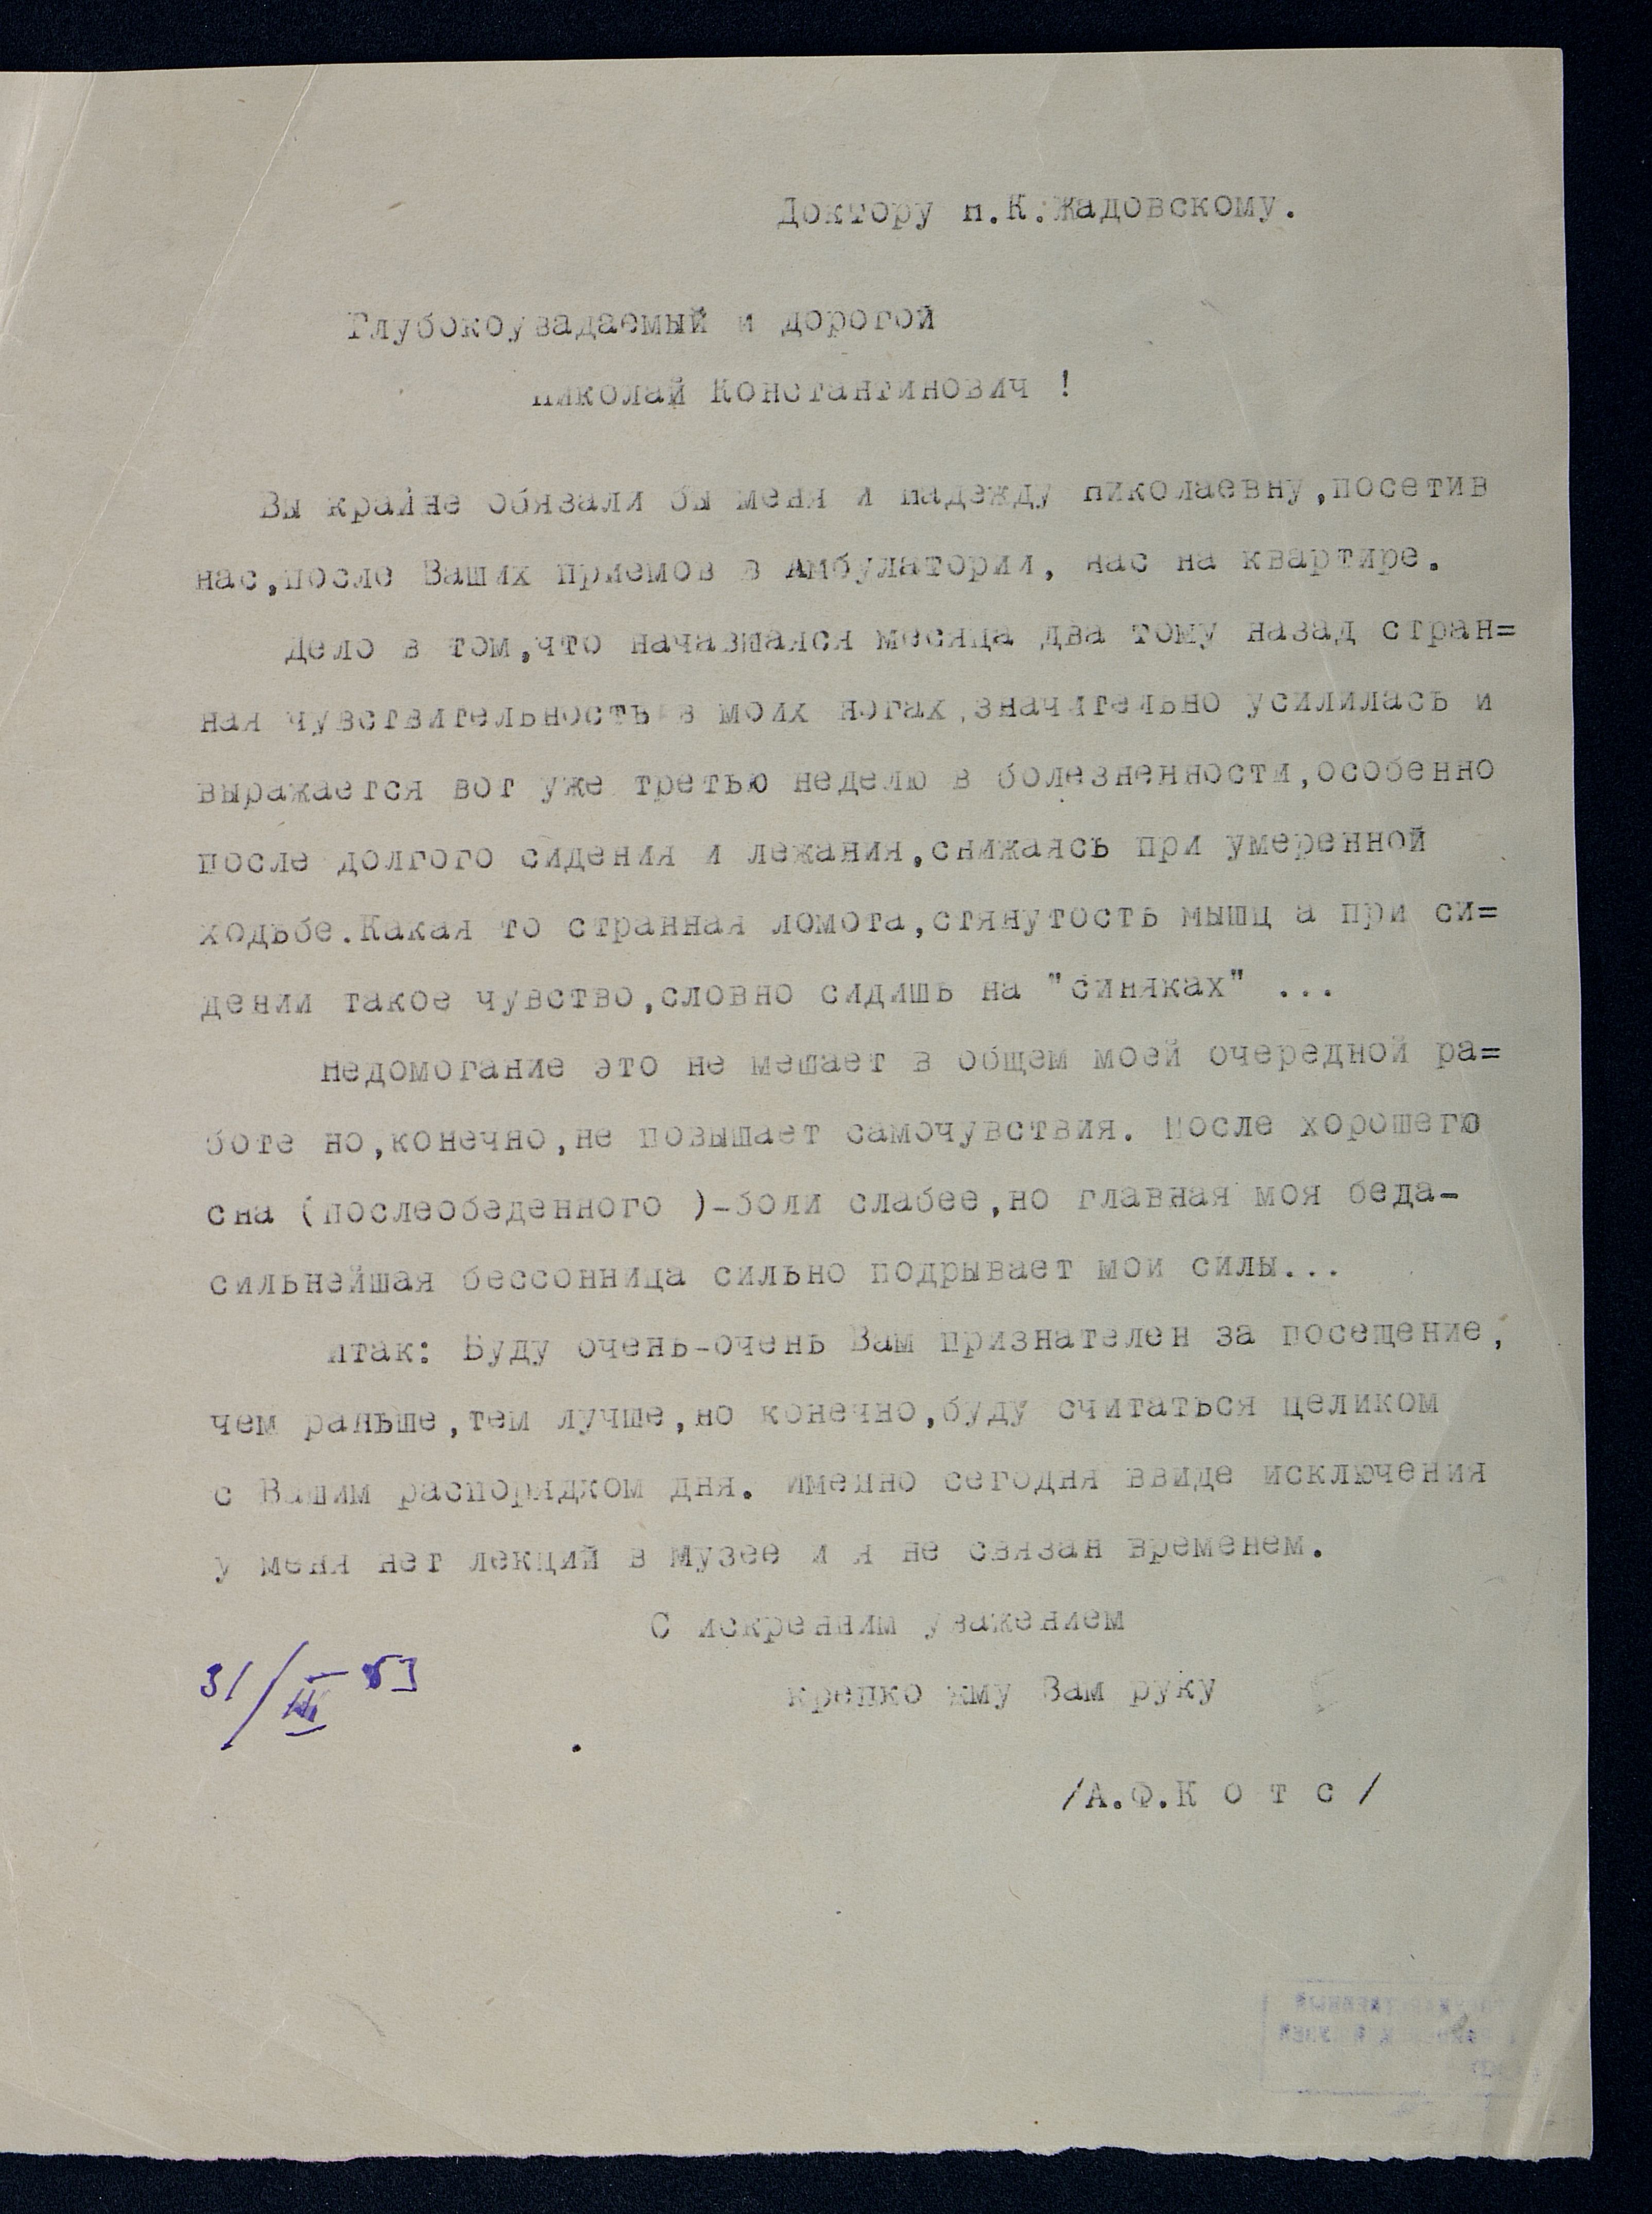 Доктору Н.К.Жадовскому.
Глубокоувадаемый и дорогой
Николай Константинович !
Вы крайне обязали бы меня и Надежду Николаевну,посетив
нас,после Ваших приемов в Амбулатории, нас на квартире.
Дело в том,что начавшаяся месяца два тому назад стран=
ная чувствительность в моих ногах,значительно усилилась и
выражается вот уже третью неделю в болезненности,особенно
после долгого сидения и лежания,снижаясь при умеренной
ходьбе.Какая то странная ломота,стянутость мышц а при си=
дении такое чувство,словно сидишь на "синяках" ...
Недомогание это не мешает в общем моей очередной ра=
боте но,конечно,не повышает самочувствия. После хорошего
сна (послеобеденного )-боли слабее,но главная моя беда-
сильнейшая бессонница сильно подрывает мои силы...
Итак: Буду очень-очень Вам признателен за посещение,
чем раньше,тем лучше,но конечно,буду считаться целиком
с Вашим распорядком дня. Именно сегодня ввиде исключения
у меня нет лекций в Музее и я не связан временем.
С искренним уважением
31/III 53
крепко жму Вам руку
/А.Ф.К о т с /